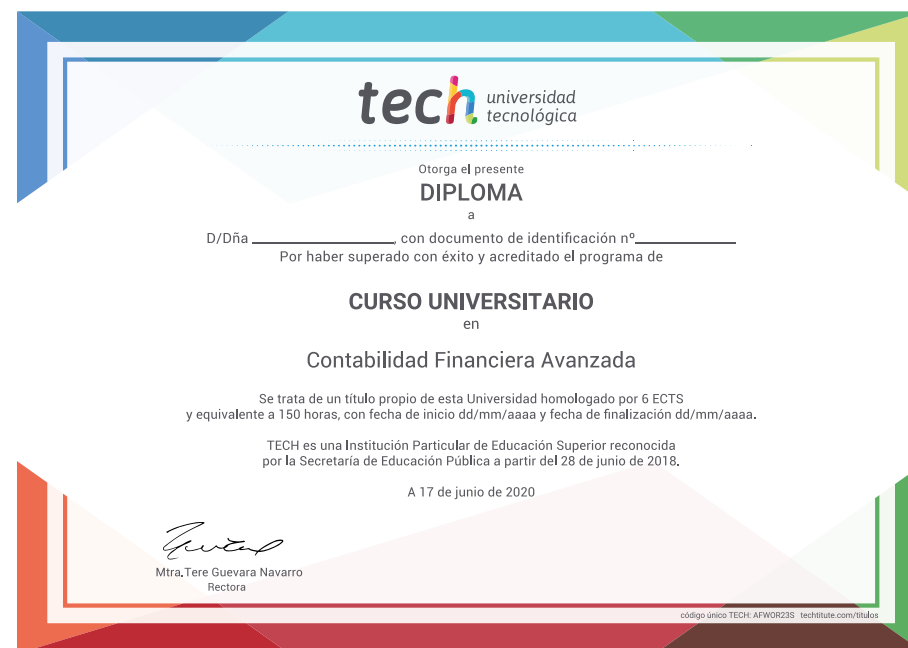 tech universidad
tecnológica
Otorga el presente
DIPLOMA
a
D/Dña ____________________, con documento de identificación nº______________
Por haber superado con éxito y acreditado el programa de
CURSO UNIVERSITARIO
en
Contabilidad Financiera Avanzada
Se trata de un título propio de esta Universidad homologado por 6 ECTS
y equivalente a 150 horas, con fecha de inicio dd/mm/aaaa y fecha de finalización dd/mm/aaaa.
TECH es una Institución Particular de Educación Superior reconocida
por la Secretaría de Educación Pública a partir del 28 de junio de 2018.
A 17 de junio de 2020
Mtra.Tere Guevara Navarro
Rectora
código único TECH: AFWOR23S techtitute.com/titulos